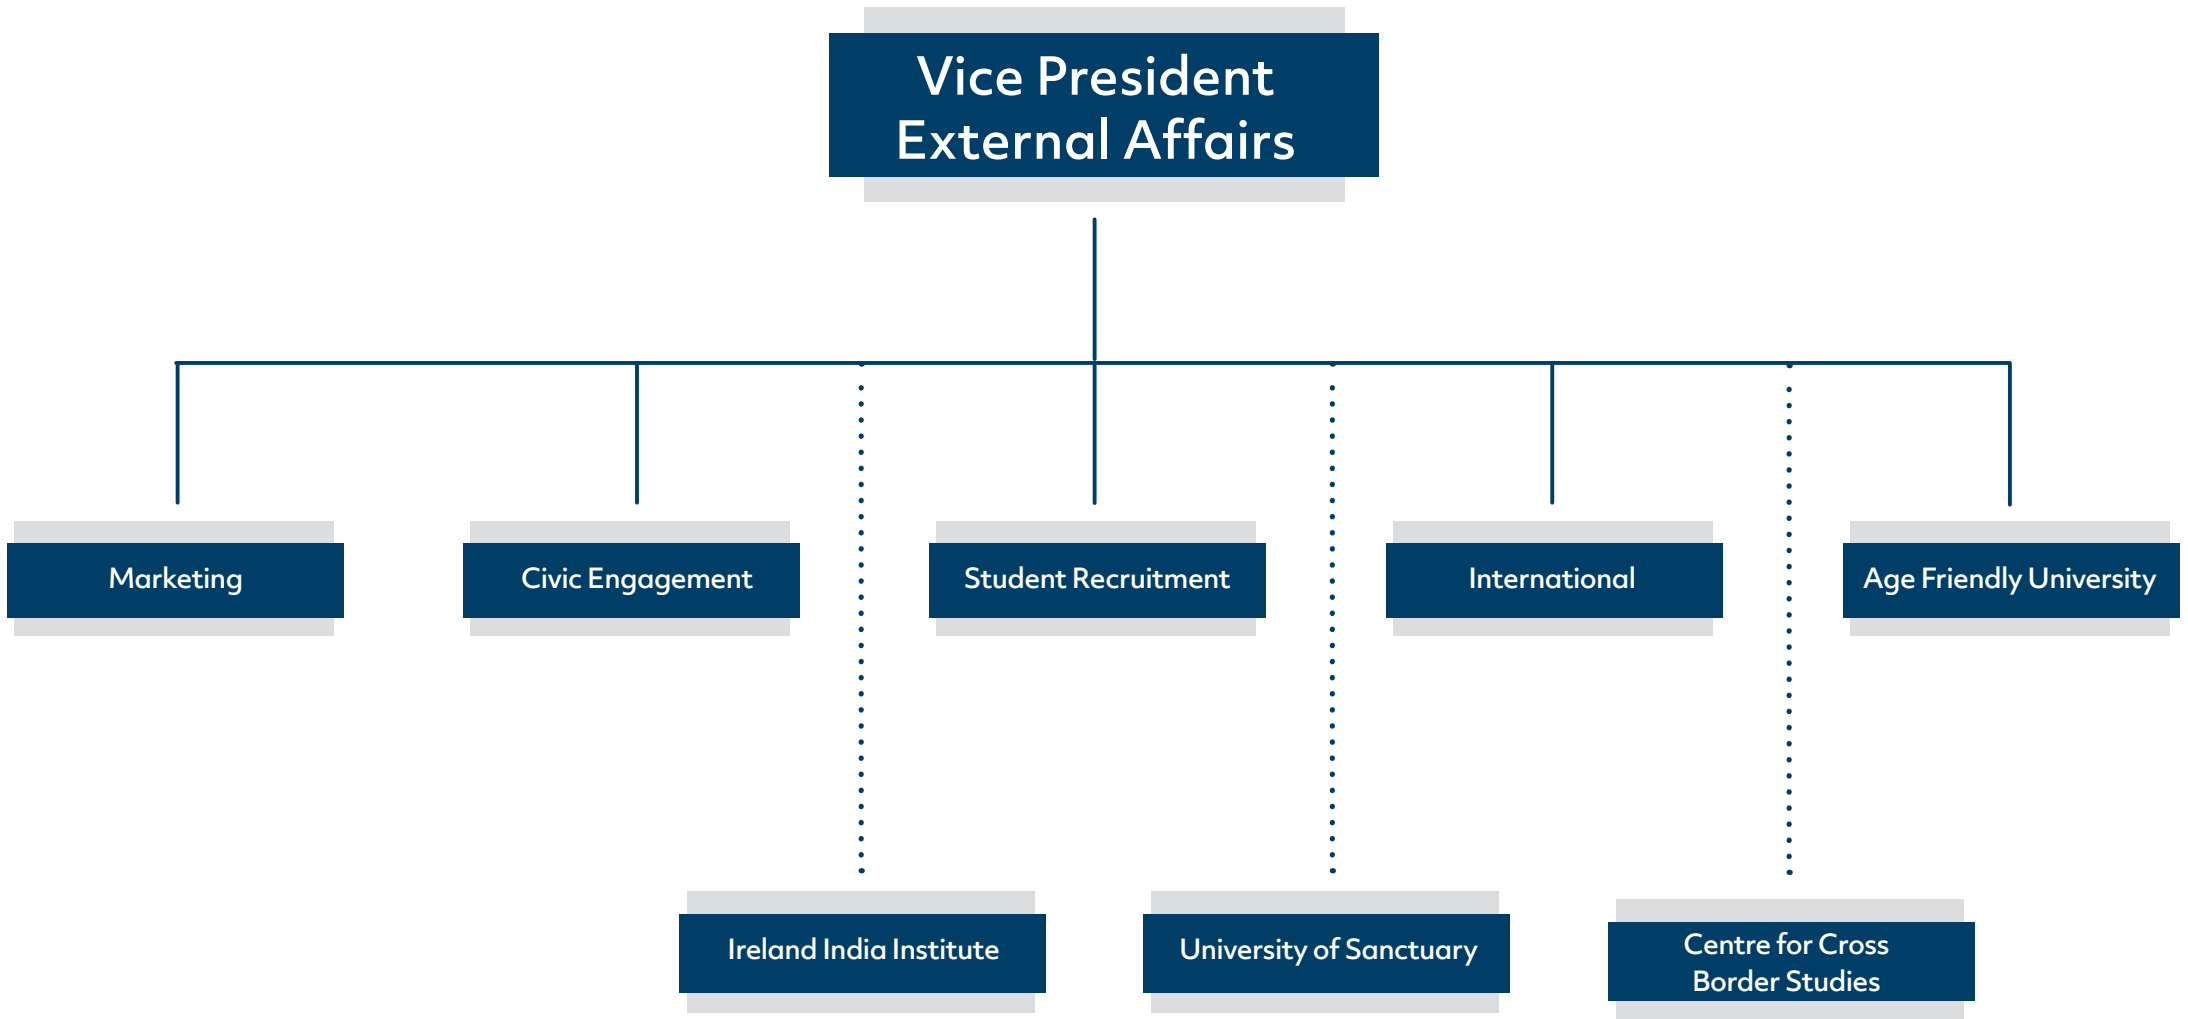 Vice President
External Affairs
Marketing
Civic Engagement
Student Recruitment
International
Age Friendly University
Ireland India Institute
University of Sanctuary
Centre for Cross
Border Studies